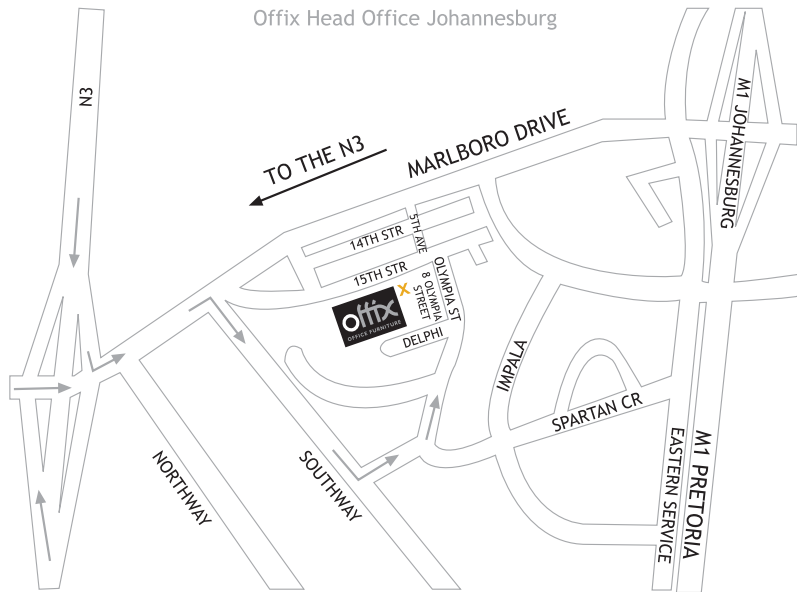 Offix Head Office Johannesburg
N3
M1 JOHANNESBURG
MARLBORO DRIVE
TO THE N3
5TH AVE
14TH STR
15TH STR
OLYMPIA ST
8 OLYMPIA
STREET
X
offix
OFFICE FURNITURE
DELPHI
IMPALA
SPARTAN CR
NORTHWAY
SOUTHWAY
EASTERN SERVICE
M1 PRETORIA